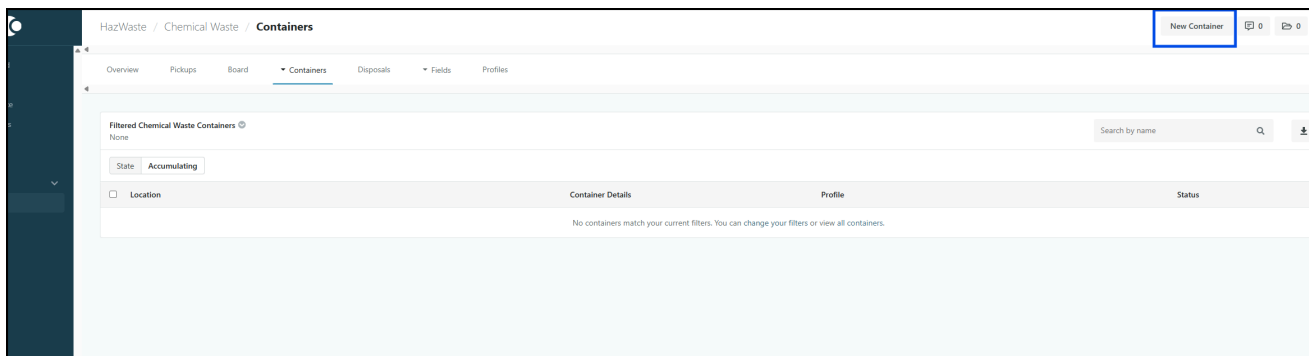 HazWaste / Chemical Waste / Containers
New Container
0
0
Overview Pickups Board Containers Disposals Fields Profiles
Filtered Chemical Waste Containers
None
Search by name
State Accumulating
Location Container Details Profile Status
No containers match your current filters. You can change your filters or view all containers.